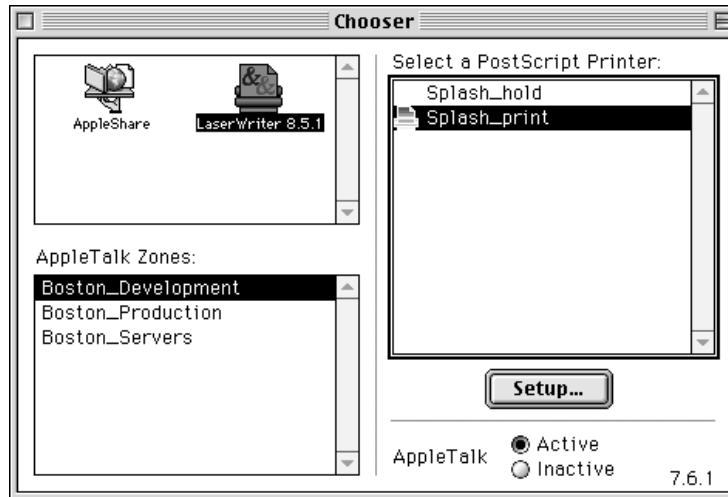 Chooser
AppleShare
LaserWriter 8.5.1
Select a PostScript Printer:
Splash_hold
Splash_print
AppleTalk Zones:
Boston_Development
Boston_Production
Boston_Servers
Setup...
AppleTalk
Active
Inactive
7.6.1